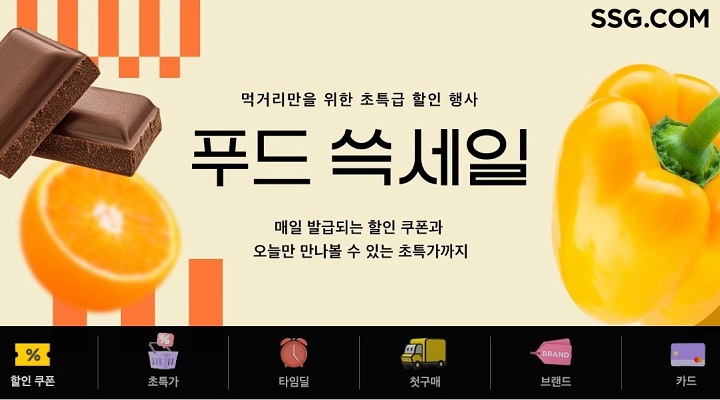 SSG.COM
먹거리만을 위한 초특급 할인 행사
푸드 쓱세일
매일 발급되는 할인 쿠폰과
오늘만 만나볼 수 있는 초특가까지
%
%
BRAND
할인 쿠폰
초특가
타임딜
첫구매
브랜드
카드